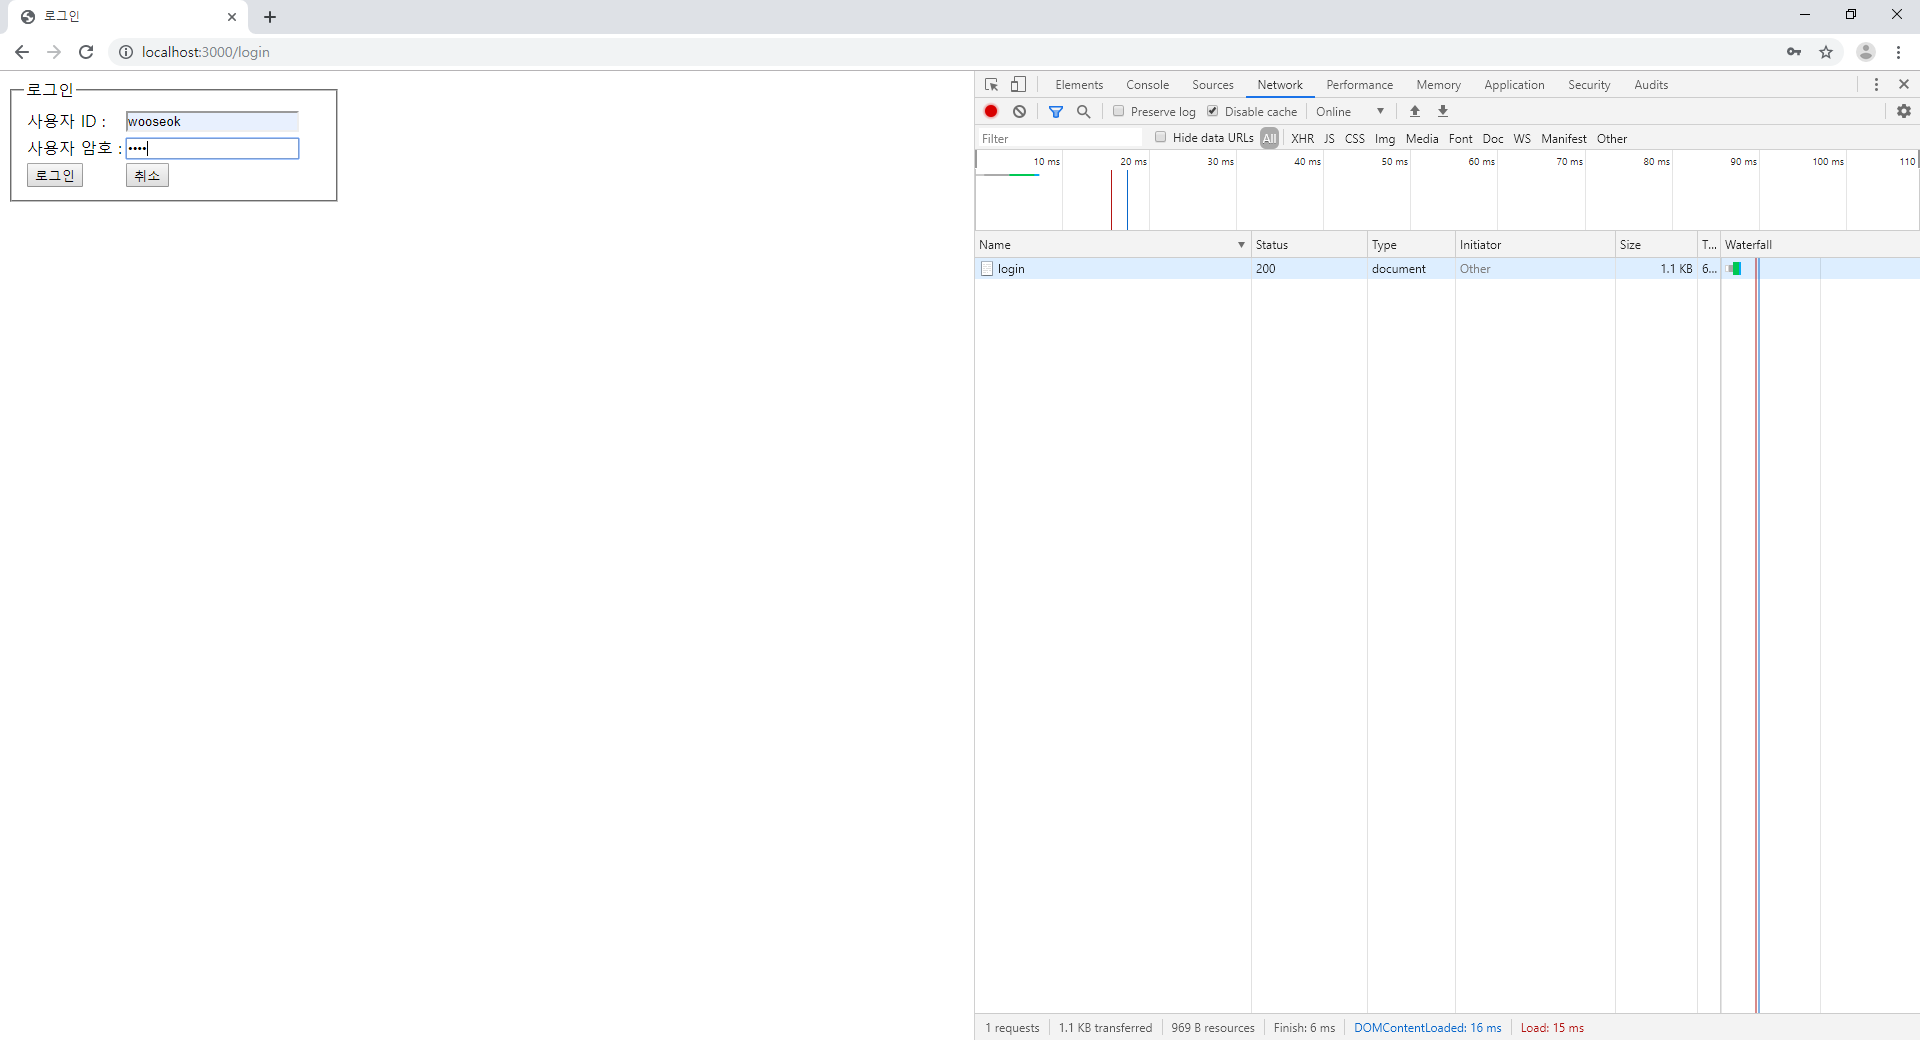 로그인
localhost:3000/login
로그인
사용자 ID : wooseok
사용자 암호 : ••••
로그인 취소
Elements Console Sources Network Performance Memory Application Security Audits
Preserve log Disable cache Online
Filter Hide data URLs All XHR JS CSS Img Media Font Doc WS Manifest Other
10 ms 20 ms 30 ms 40 ms 50 ms 60 ms 70 ms 80 ms 90 ms 100 ms 110
Name Status Type Initiator Size T... Waterfall
login 200 document Other 1.1 KB 6...
1 requests 1.1 KB transferred 969 B resources Finish: 6 ms DOMContentLoaded: 16 ms Load: 15 ms